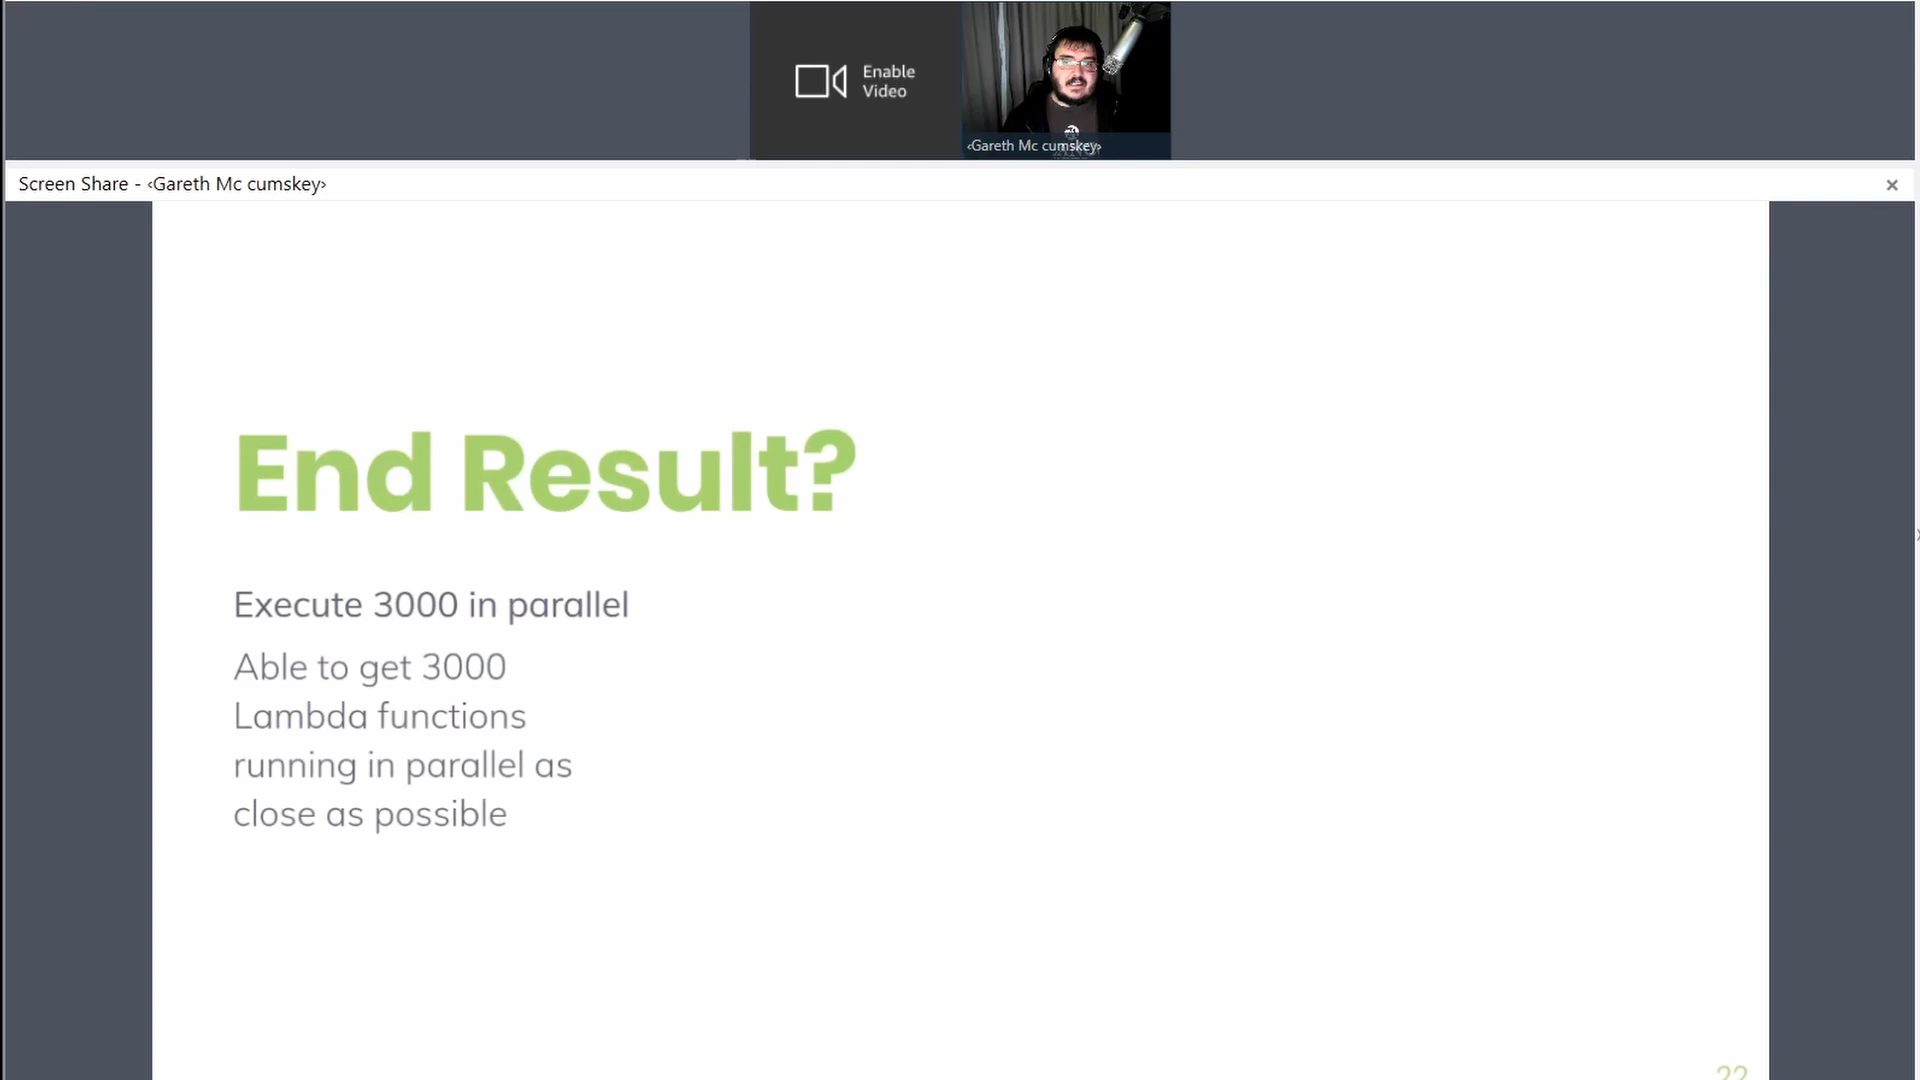 Enable
Video
‹Gareth Mc cumskey›
Screen Share - ‹Gareth Mc cumskey›
End Result?
Execute 3000 in parallel
Able to get 3000
Lambda functions
running in parallel as
close as possible
22